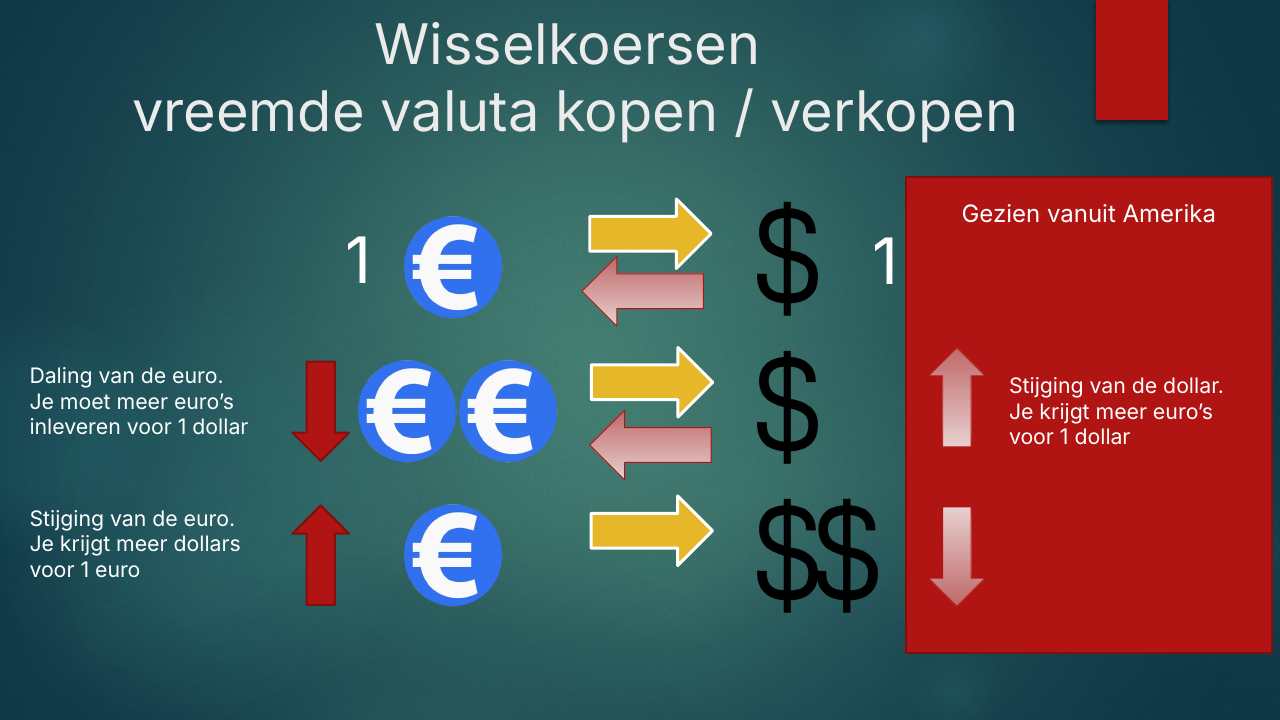 Wisselkoersen
vreemde valuta kopen / verkopen
Gezien vanuit Amerika
1 € $ 1
Daling van de euro.
Je moet meer euro’s
inleveren voor 1 dollar
€ € $
Stijging van de dollar.
Je krijgt meer euro’s
voor 1 dollar
Stijging van de euro.
Je krijgt meer dollars
voor 1 euro
€ $$